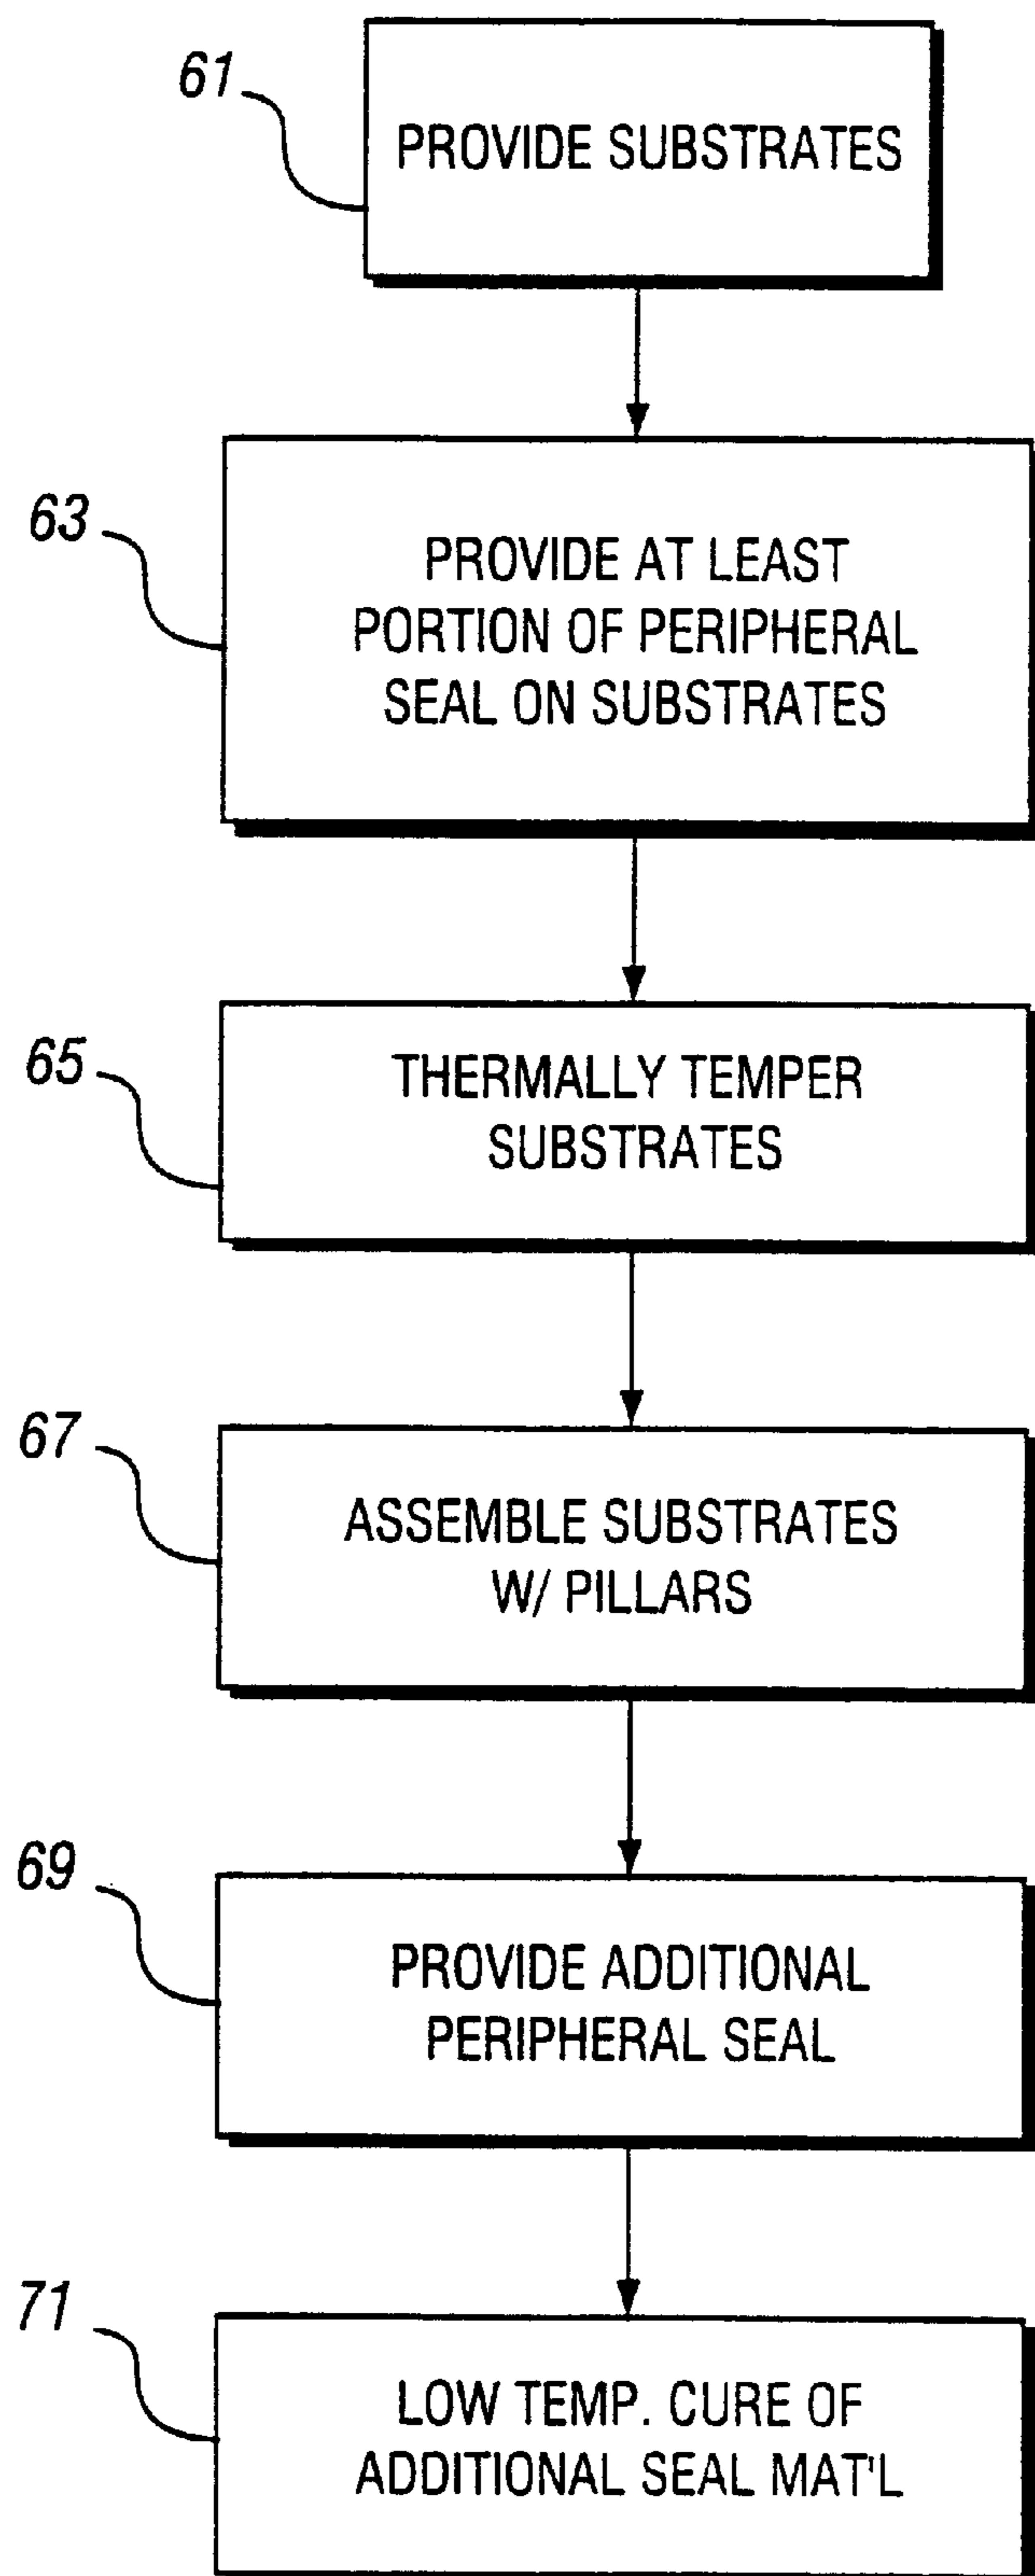 61
PROVIDE SUBSTRATES
63
PROVIDE AT LEAST
PORTION OF PERIPHERAL
SEAL ON SUBSTRATES
65
THERMALLY TEMPER
SUBSTRATES
67
ASSEMBLE SUBSTRATES
W/ PILLARS
69
PROVIDE ADDITIONAL
PERIPHERAL SEAL
71
LOW TEMP. CURE OF
ADDITIONAL SEAL MAT'L